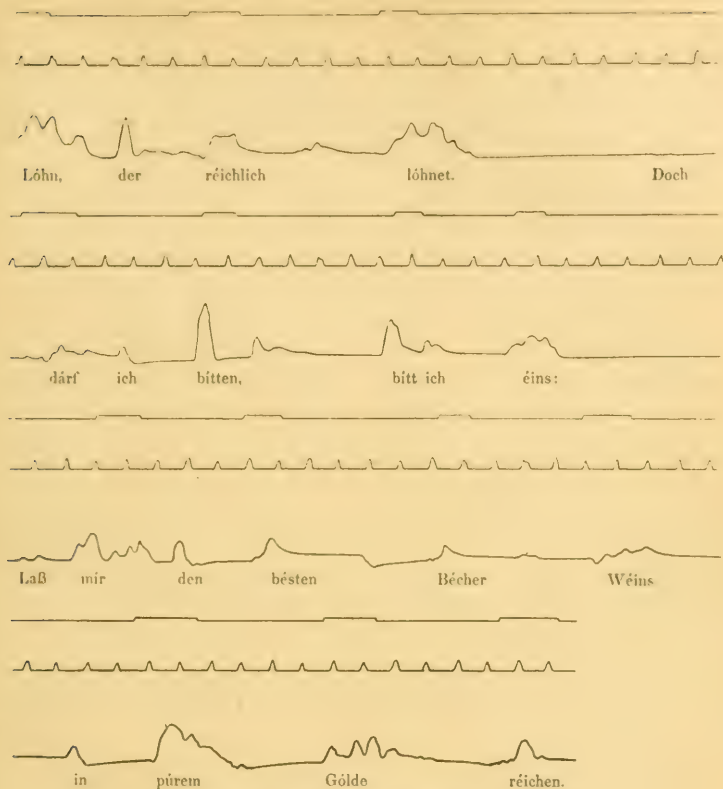 Lóhn, der réichlich lóhnet. Doch
dárf ich bítten, bitt ich éins:
Laß mir den bésten Bécher Wéins
in púrem Gólde réichen.